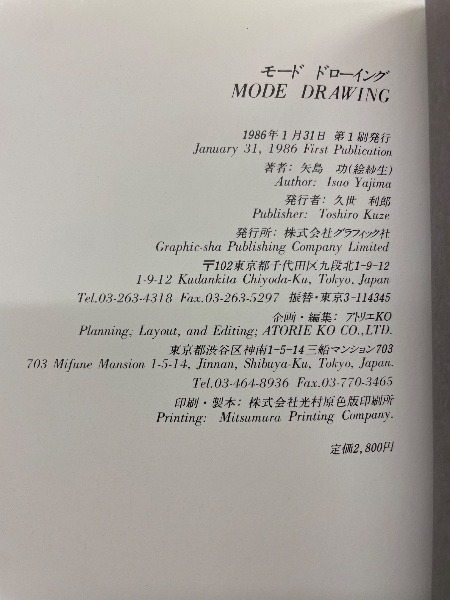 モード ドローイング
MODE DRAWING
1986年1月31日 第1刷発行
January 31, 1986 First Publication
著者: 矢島 功(絵紗生)
Author: Isao Yajima
発行者: 久世 利郎
Publisher: Toshiro Kuze
発行所: 株式会社グラフィック社
Graphic-sha Publishing Company Limited
〒102東京都千代田区九段北1-9-12
1-9-12 Kudankita Chiyoda-Ku, Tokyo, Japan
Tel.03-263-4318 Fax.03-263-5297 振替・東京3-114345
企画・編集: アトリエKO
Planning, Layout, and Editing; ATORIE KO CO.,LTD.
東京都渋谷区神南1-5-14三船マンション703
703 Mifune Mansion 1-5-14, Jinnan, Shibuya-Ku, Tokyo, Japan.
Tel.03-464-8936 Fax.03-770-3465
印刷・製本: 株式会社光村原色版印刷所
Printing: Mitsumura Printing Company.
定価2,800円